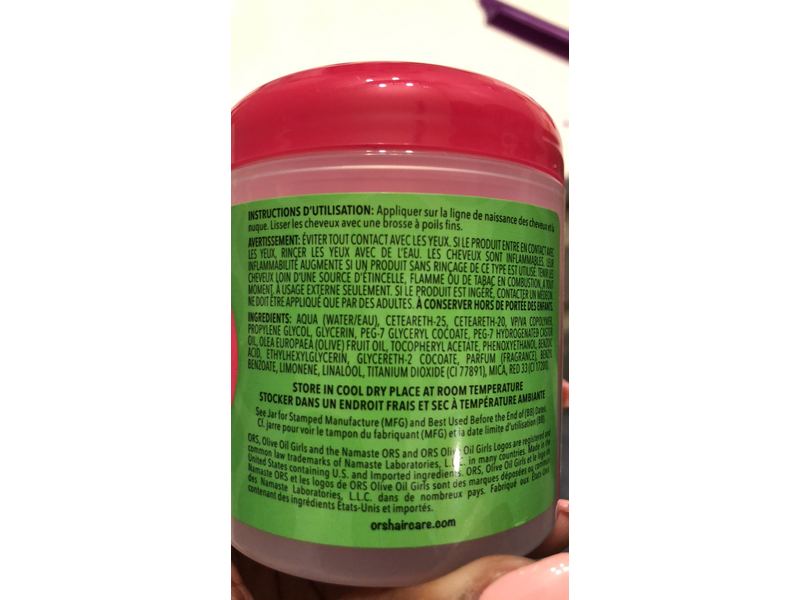 INSTRUCTIONS D'UTILISATION: Appliquer sur la ligne de naissance des cheveux et la
nuque. Lisser les cheveux avec une brosse à poils fins.
AVERTISSEMENT: ÉVITER TOUT CONTACT AVEC LES YEUX. SI LE PRODUIT ENTRE EN CONTACT AVEC
LES YEUX, RINCER LES YEUX AVEC DE L'EAU. LES CHEVEUX SONT INFLAMMABLES. LEUR
INFLAMMABILITÉ AUGMENTE SI UN PRODUIT SANS RINÇAGE DE CE TYPE EST UTILISÉ. TENIR LES
CHEVEUX LOIN D'UNE SOURCE D'ÉTINCELLE, FLAMME OU DE TABAC EN COMBUSTION, À TOUT
MOMENT. À USAGE EXTERNE SEULEMENT. SI LE PRODUIT EST INGÉRÉ, CONTACTER UN MÉDECIN.
NE DOIT ÊTRE APPLIQUÉ QUE PAR DES ADULTES. À CONSERVER HORS DE PORTÉE DES ENFANTS.
INGREDIENTS: AQUA (WATER/EAU), CETEARETH-25, CETEARETH-20, VP/VA COPOLYMER,
PROPYLENE GLYCOL, GLYCERIN, PEG-7 GLYCERYL COCOATE, PEG-7 HYDROGENATED CASTOR
OIL, OLEA EUROPAEA (OLIVE) FRUIT OIL, TOCOPHERYL ACETATE, PHENOXYETHANOL, BENZOIC
ACID, ETHYLHEXYLGLYCERIN, GLYCERETH-2 COCOATE, PARFUM (FRAGRANCE), BENZYL
BENZOATE, LIMONENE, LINALOOL, TITANIUM DIOXIDE (CI 77891), MICA, RED 33 (CI 17200).
STORE IN COOL DRY PLACE AT ROOM TEMPERATURE
STOCKER DANS UN ENDROIT FRAIS ET SEC À TEMPÉRATURE AMBIANTE
See Jar for Stamped Manufacture (MFG) and Best Used Before the End of (BB) Dates.
Cf. jarre pour voir le tampon du fabriquant (MFG) et la date limite d'utilisation (BB).
ORS, Olive Oil Girls and the Namaste ORS and ORS Olive Oil Girls Logos are registered and
common law trademarks of Namaste Laboratories, L.L.C. in many countries. Made in the
United States containing U.S. and Imported ingredients. ORS, Olive Oil Girls et le logo de
Namaste ORS et les logos de ORS Olive Oil Girls sont des marques déposées ou communes
des Namaste Laboratories, L.L.C. dans de nombreux pays. Fabriqué aux États-Unis
contenant des ingrédients États-Unis et importés.
orshaircare.com